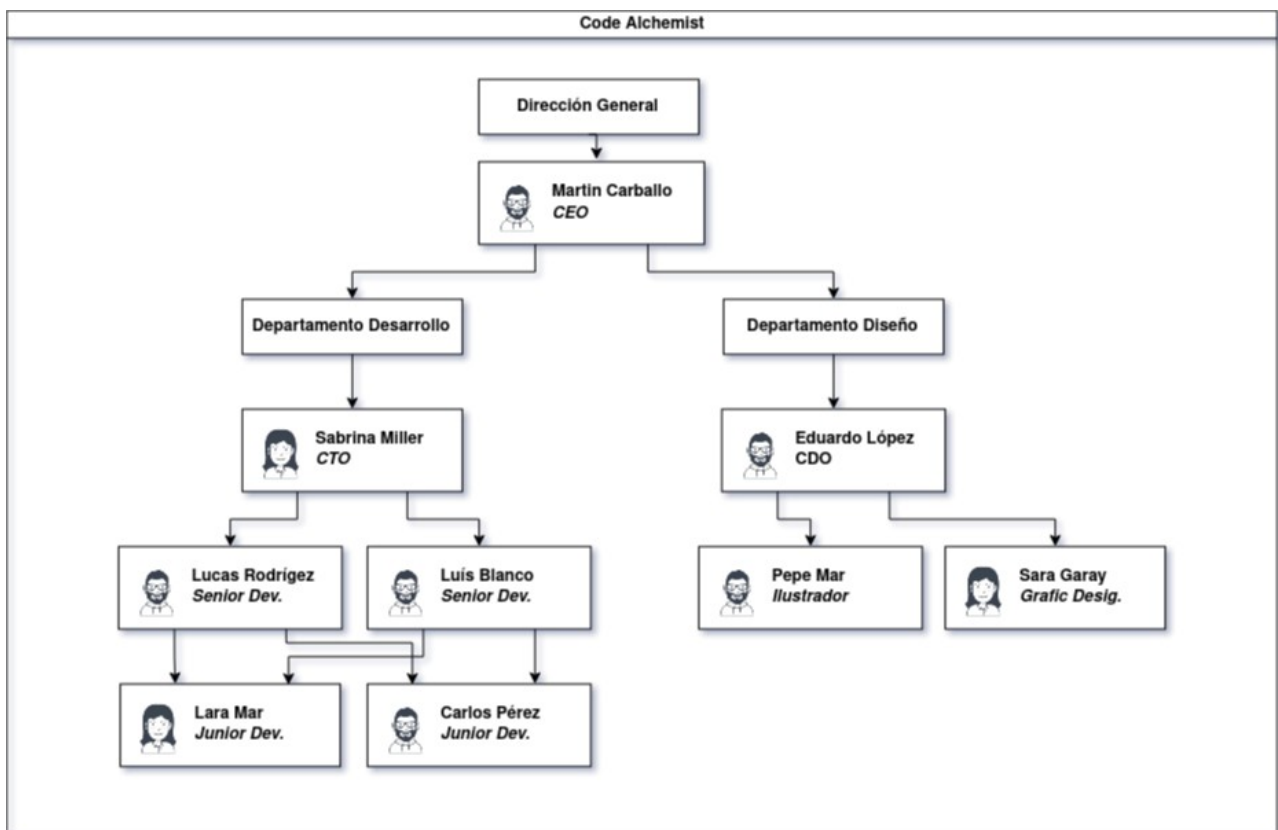 Code Alchemist
Dirección General
Martin Carballo
CEO
Departamento Desarrollo
Departamento Diseño
Sabrina Miller
CTO
Eduardo López
CDO
Lucas Rodrígez
Senior Dev.
Luís Blanco
Senior Dev.
Pepe Mar
Ilustrador
Sara Garay
Grafic Desig.
Lara Mar
Junior Dev.
Carlos Pérez
Junior Dev.